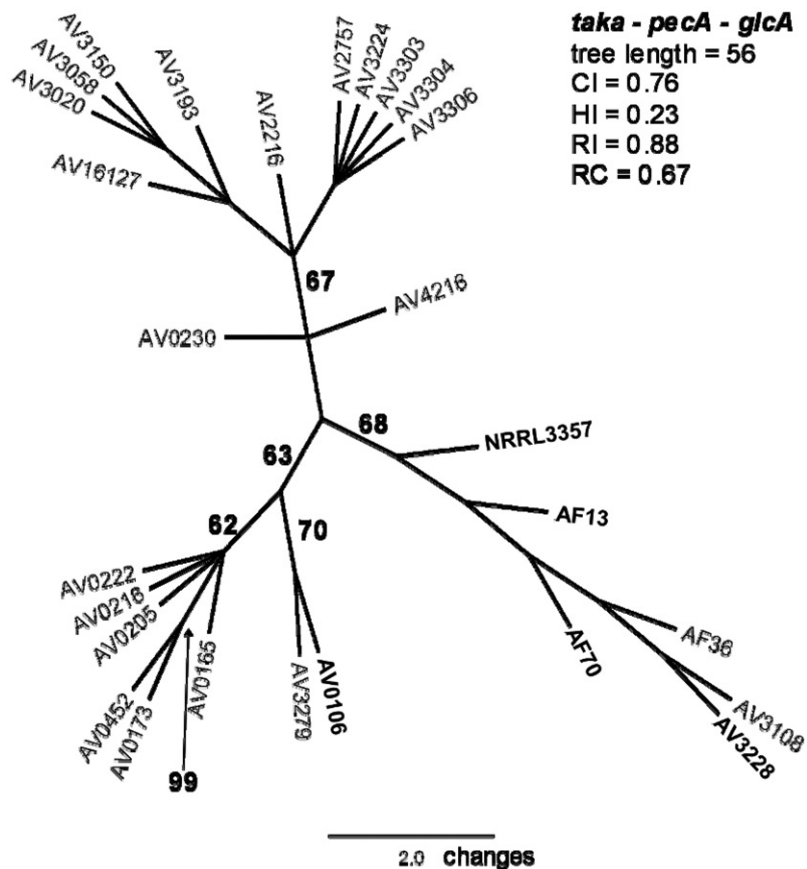 taka - pecA - glcA
tree length = 56
CI = 0.76
HI = 0.23
RI = 0.88
RC = 0.67
AV3150
AV3058
AV3020
AV3193
AV16127
AV2216
AV2757
AV3224
AV3303
AV3304
AV3306
67
AV4216
AV0230
68
NRRL3357
63
AF13
62
70
AV0222
AV0216
AV0205
AV0452
AV0173
AV0165
99
AV3279
AV0106
AF70
AF36
AV3108
AV3228
2.0 changes